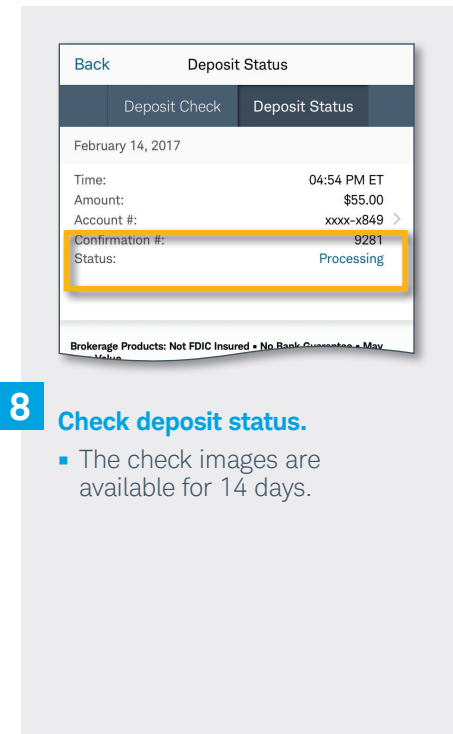 Back Deposit Status
Deposit Check Deposit Status
February 14, 2017
Time: 04:54 PM ET
Amount: $55.00
Account #: xxxx-x849 >
Confirmation #: 9281
Status: Processing
Brokerage Products: Not FDIC Insured ▪ No Bank Guarantee ▪ May
Value
8 Check deposit status.
▪ The check images are
available for 14 days.